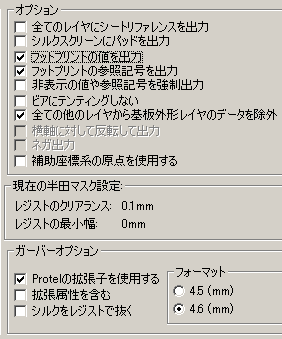 オプション
全てのレイヤにシートリファレンスを出力
シルクスクリーンにパッドを出力
フットプリントの値を出力
フットプリントの参照記号を出力
非表示の値や参照記号を強制出力
ビアにテンティングしない
全ての他のレイヤから基板外形レイヤのデータを除外
横軸に対して反転して出力
ネガ出力
補助座標系の原点を使用する
現在の半田マスク設定:
レジストのクリアランス: 0.1mm
レジストの最小幅: 0mm
ガーバーオプション
Protelの拡張子を使用する
拡張属性を含む
シルクをレジストで抜く
フォーマット
4.5 (mm)
4.6 (mm)